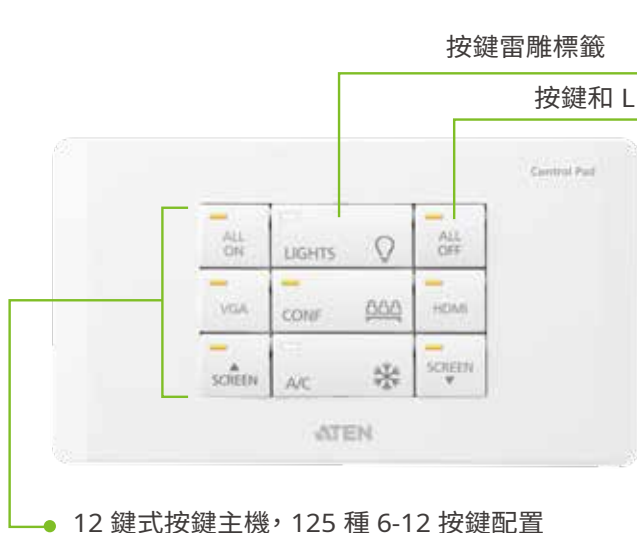 按鍵雷雕標籤
按鍵和 L
Control Pad
ALL
ON
LIGHTS
ALL
OFF
VGA
CONF
HDMI
▲
SCREEN
A/C
SCREEN
▼
ATEN
12 鍵式按鍵主機，125 種 6-12 按鍵配置